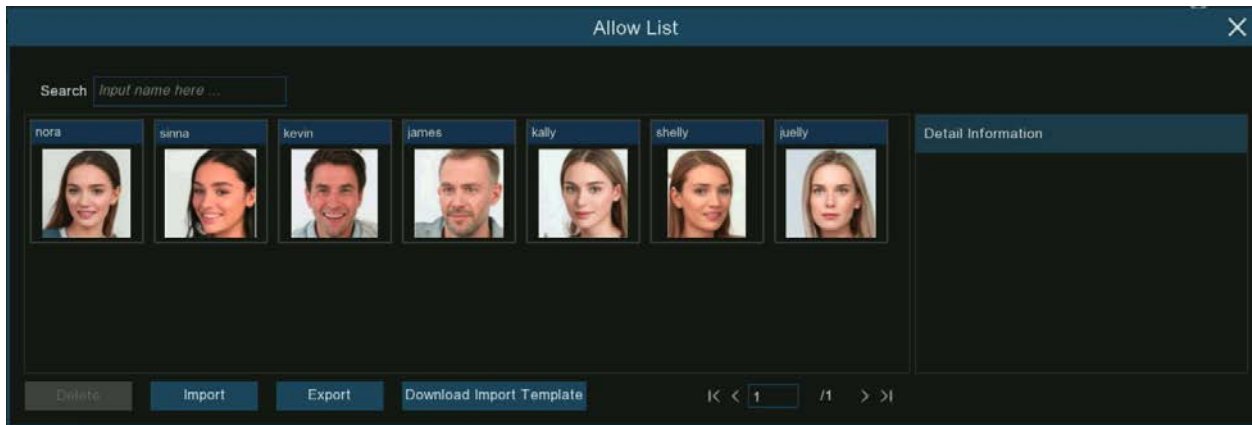 Allow List
Search Input name here ...
nora sinna kevin james kally shelly juelly
Detail Information
Delete Import Export Download Import Template 1 /1